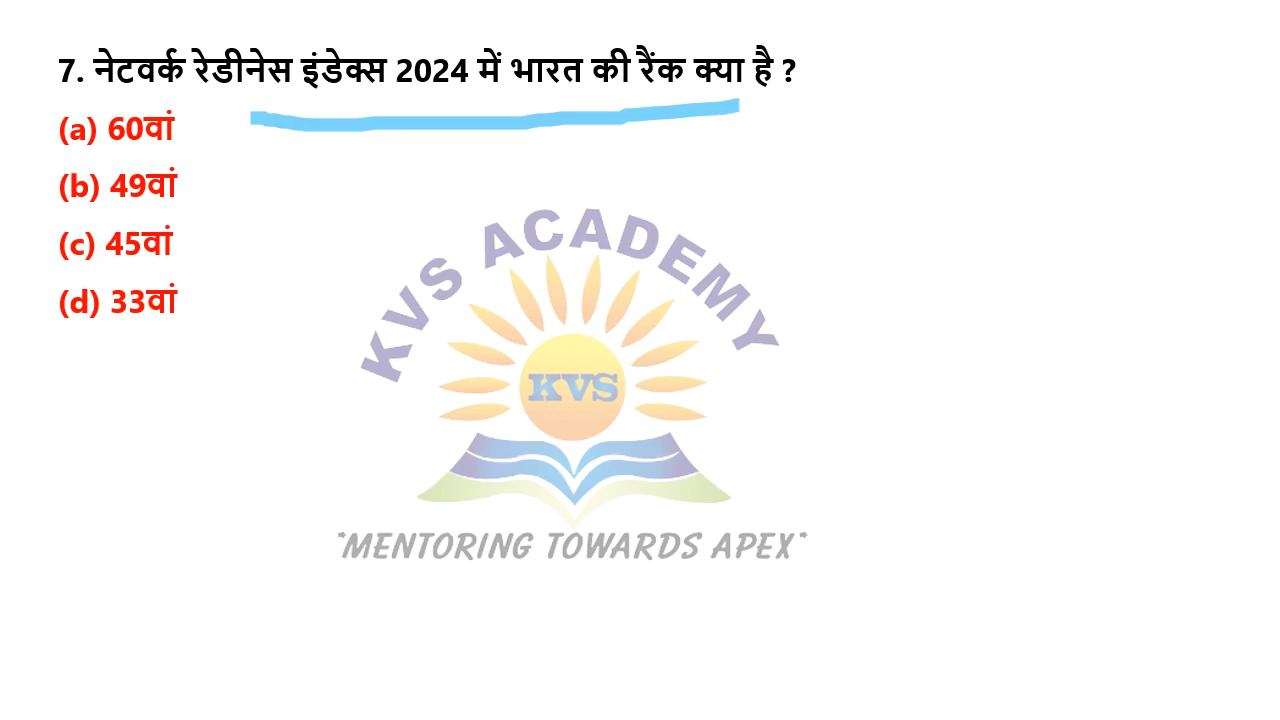 7. नेटवर्क रेडीनेस इंडेक्स 2024 में भारत की रैंक क्या है ?
(a) 60वां
(b) 49वां
(c) 45वां
(d) 33वां
KVS ACADEMY
KVS
"MENTORING TOWARDS APEX"